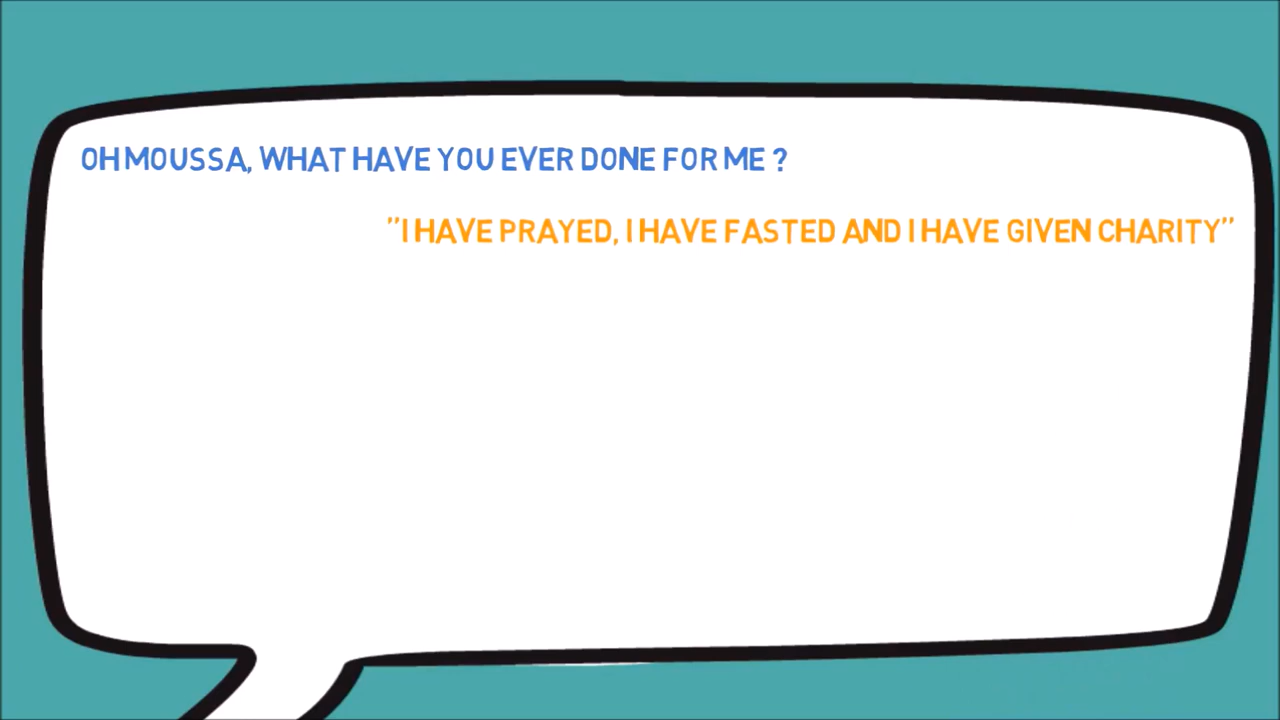 OH MOUSSA, WHAT HAVE YOU EVER DONE FOR ME ?
"I HAVE PRAYED, I HAVE FASTED AND I HAVE GIVEN CHARITY"